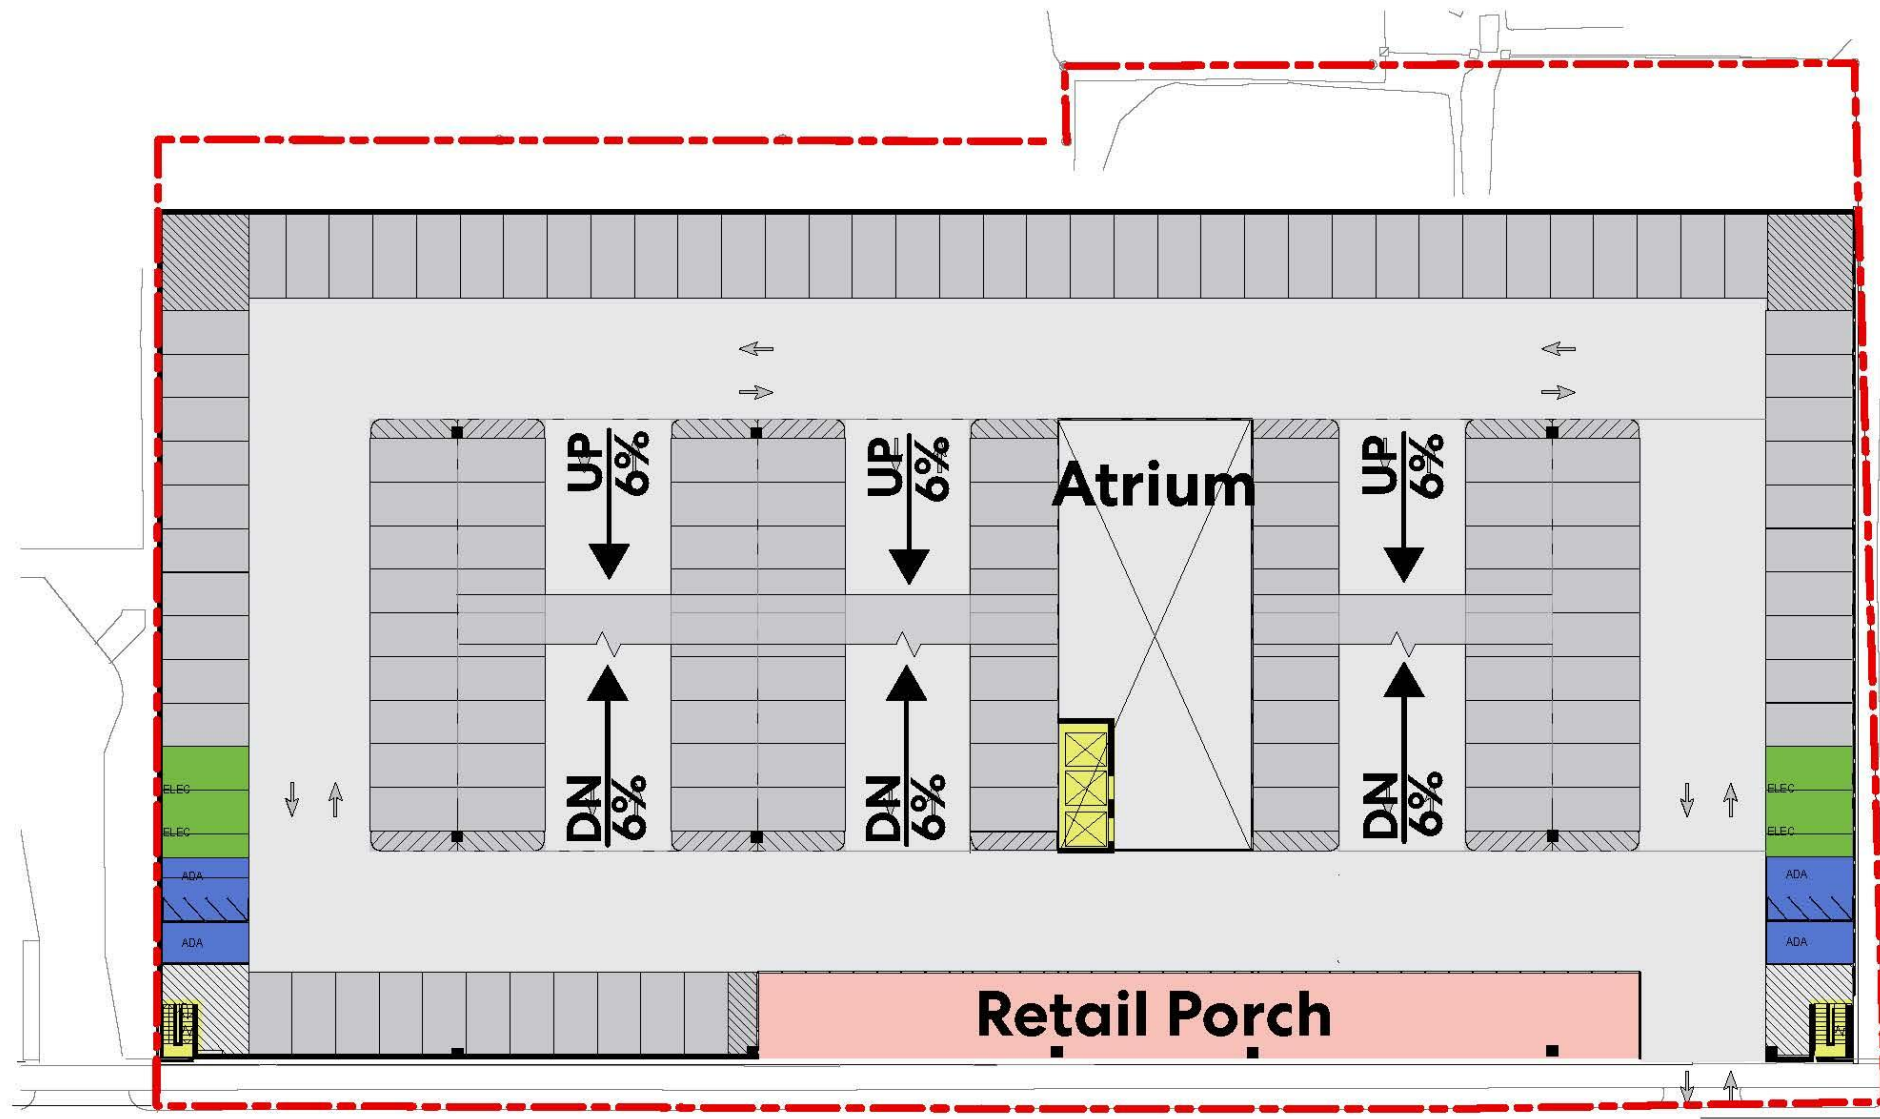 UP
6%
UP
6%
Atrium
UP
6%
DN
6%
DN
6%
DN
6%
ELEC
ELEC
ELEC
ELEC
ADA
ADA
ADA
ADA
Retail Porch